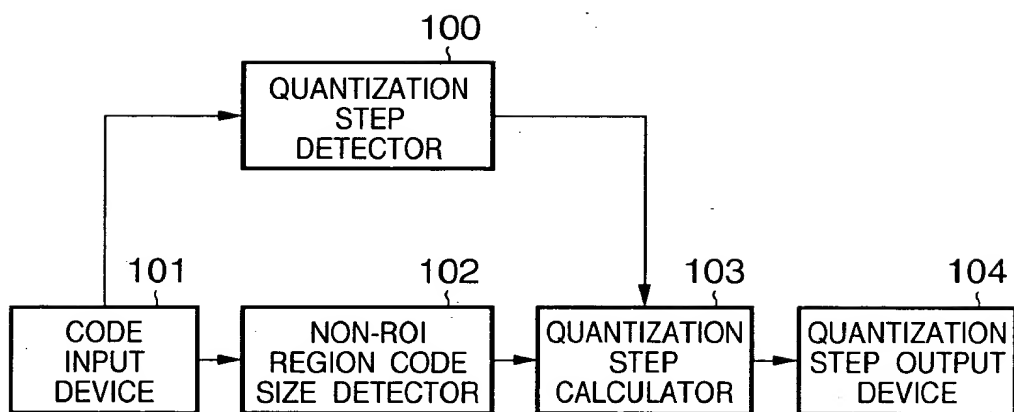 100
QUANTIZATION
STEP
DETECTOR
101
CODE
INPUT
DEVICE
102
NON-ROI
REGION CODE
SIZE DETECTOR
103
QUANTIZATION
STEP
CALCULATOR
104
QUANTIZATION
STEP OUTPUT
DEVICE